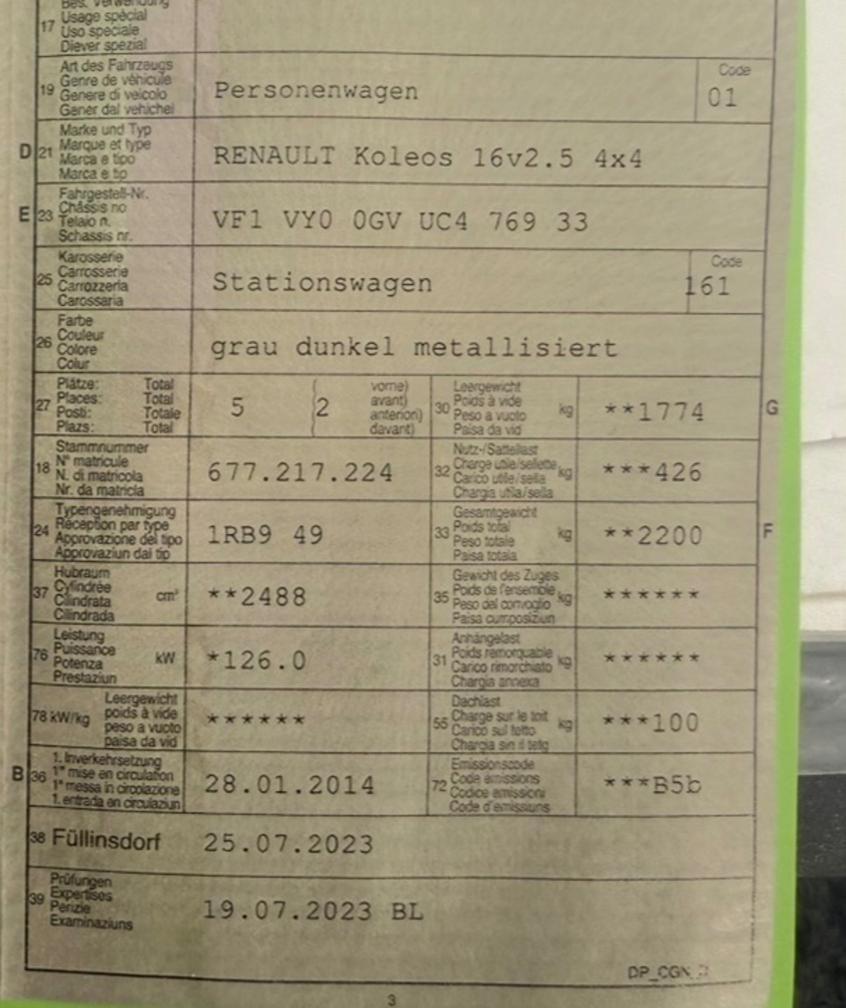 Bes. Verwendung
17 Usage spécial
Uso speciale
Diever spezial
Art des Fahrzeugs
19 Genre de véhicule
Genere di veicolo
Gener dal vehichel
Personenwagen
Code
01
Marke und Typ
D 21 Marque et type
Marca e tipo
Marca e tip
RENAULT Koleos 16v2.5 4x4
Fahrgestell-Nr.
E 23 Châssis no
Telaio n.
Schassis nr.
VF1 VY0 0GV UC4 769 33
Karosserie
25 Carrosserie
Carrozzeria
Carossaria
Stationswagen
Code
161
Farbe
26 Couleur
Colore
Colur
grau dunkel metallisiert
Plätze: Total
27 Places: Total
Posti: Totale
Plazs: Total
5 (2
vorne)
avant)
anteriori)
davant)
Leergewicht
30 Poids à vide kg
Peso a vuoto
Paisa da vid
**1774
G
Stammnummer
18 N° matricule
N. di matricola
Nr. da matricla
677.217.224
Nutz-/Sattellast
32 Charge utile/sellette kg
Carico utile/sella
Chargia utila/sella
***426
Typengenehmigung
24 Réception par type
Approvazione del tipo
Approvaziun dal tip
1RB9 49
Gesamtgewicht
33 Poids total kg
Peso totale
Paisa totala
**2200
F
Hubraum
37 Cylindrée cm³
Cilindrata
Cilindrada
**2488
Gewicht des Zuges
35 Poids de l'ensemble kg
Peso del convoglio
Paisa cumposiziun
******
Leistung
76 Puissance kW
Potenza
Prestaziun
*126.0
Anhängelast
31 Poids remorquable kg
Carico rimorchiato
Chargia annexa
******
Leergewicht
78 kW/kg poids à vide
peso a vuoto
paisa da vid
******
Dachlast
55 Charge sur le toit kg
Carico sul tetto
Chargia sin il tetg
***100
1. Inverkehrsetzung
B 36 1re mise en circulation
1a messa in circolazione
1. entrada en circulaziun
28.01.2014
Emissionscode
72 Code émissions
Codice emissioni
Code d'emissiuns
***B5b
38 Füllinsdorf
25.07.2023
Prüfungen
39 Expertises
Perizie
Examinaziuns
19.07.2023 BL
DP_CGN
3